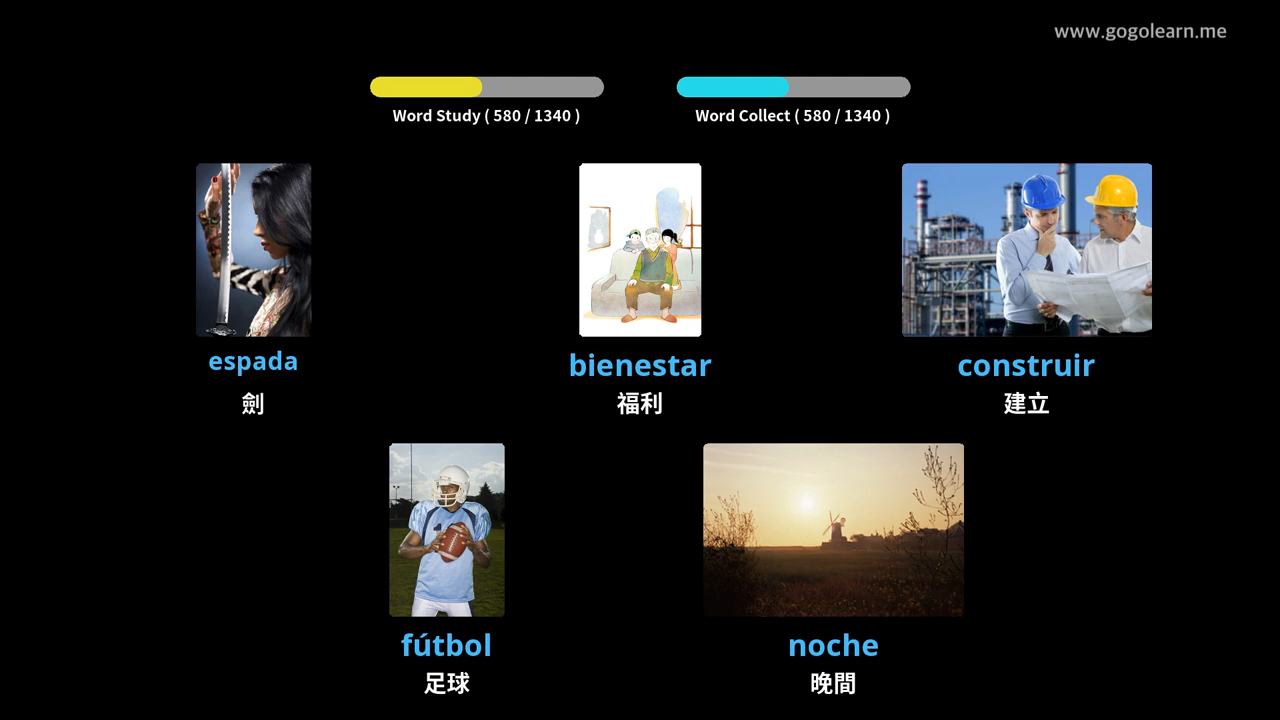 www.gogolearn.me
Word Study ( 580 / 1340 )
Word Collect ( 580 / 1340 )
espada
劍
bienestar
福利
construir
建立
fútbol
足球
noche
晚間